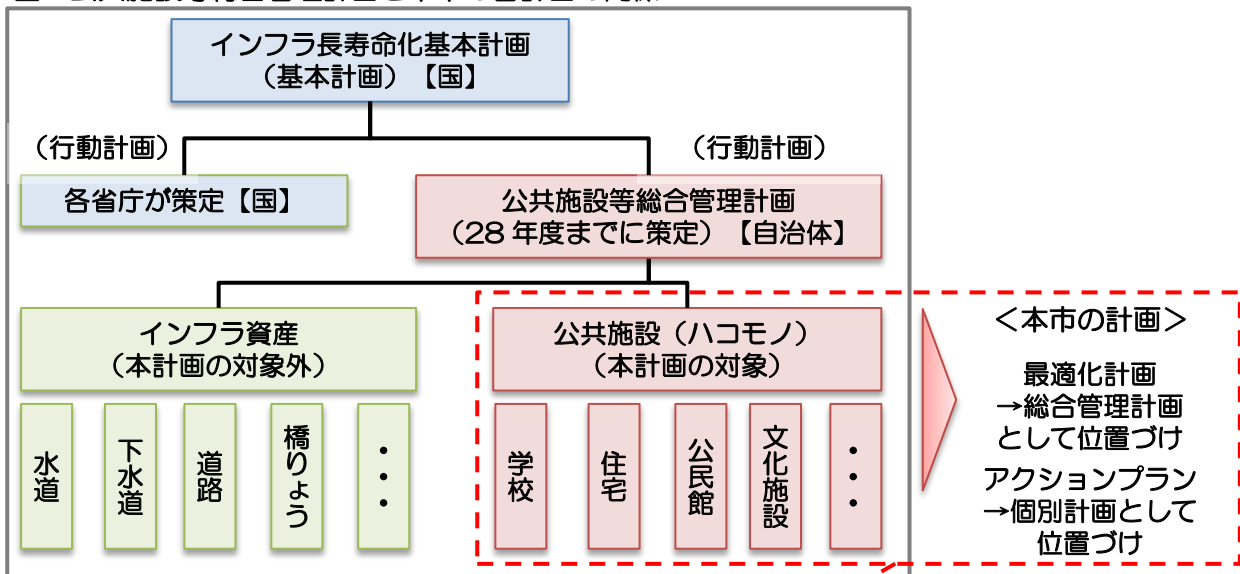 インフラ長寿命化基本計画
（基本計画）【国】
（行動計画）
（行動計画）
各省庁が策定【国】
公共施設等総合管理計画
（28 年度までに策定）【自治体】
インフラ資産
（本計画の対象外）
公共施設（ハコモノ）
（本計画の対象）
＜本市の計画＞
最適化計画
→総合管理計画
として位置づけ
アクションプラン
→個別計画として
位置づけ
水道
下水道
道路
橋りょう
・・・
学校
住宅
公民館
文化施設
・・・